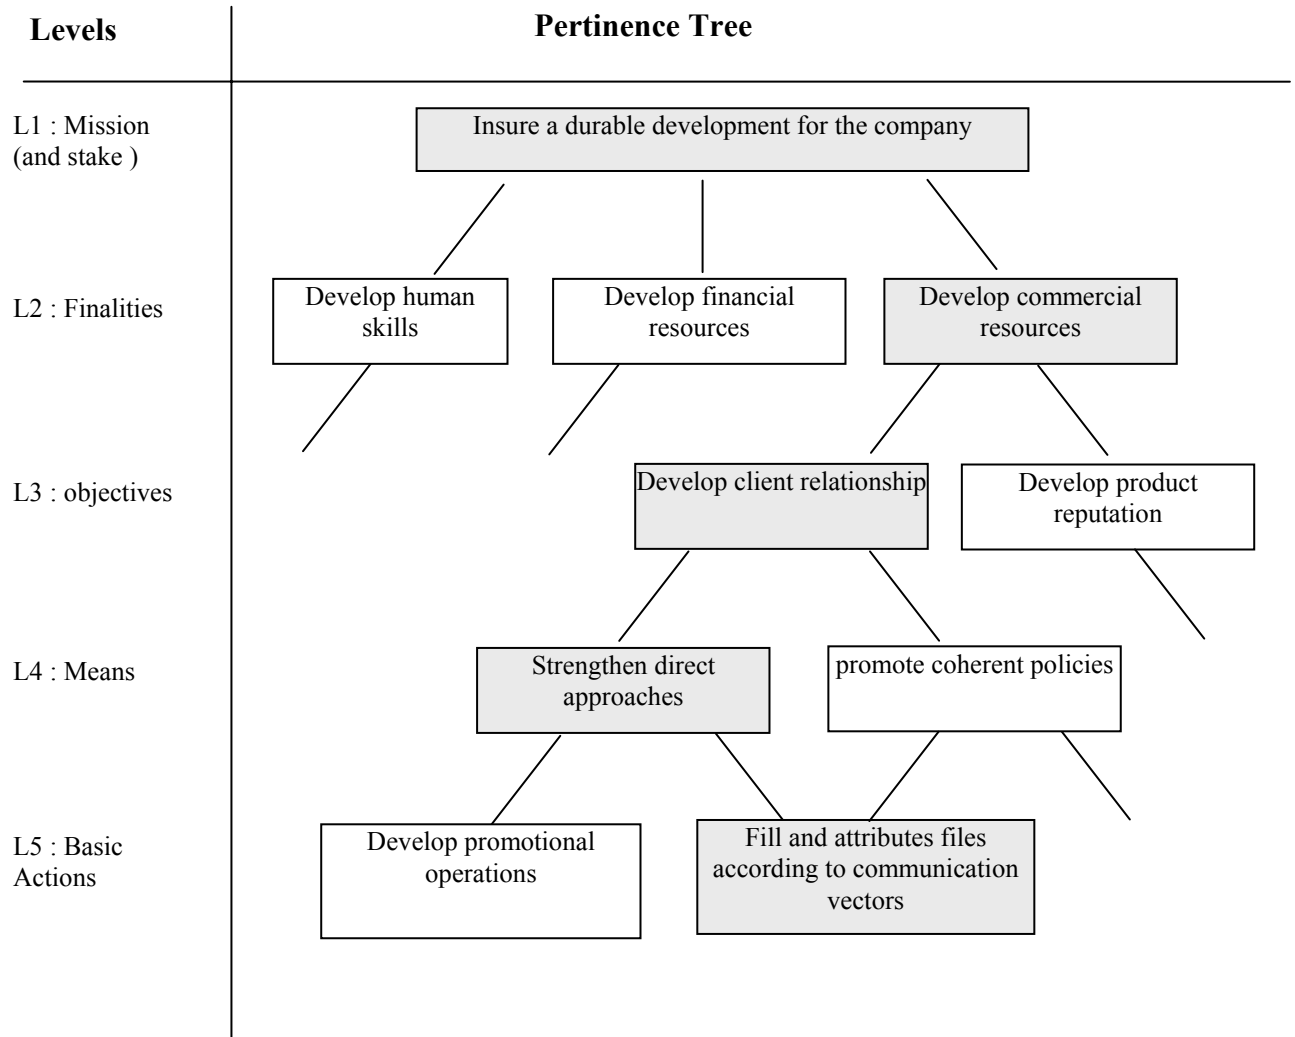 Levels
Pertinence Tree
L1 : Mission
(and stake )
Insure a durable development for the company
L2 : Finalities
Develop human
skills
Develop financial
resources
Develop commercial
resources
L3 : objectives
Develop client relationship
Develop product
reputation
L4 : Means
Strengthen direct
approaches
promote coherent policies
L5 : Basic
Actions
Develop promotional
operations
Fill and attributes files
according to communication
vectors